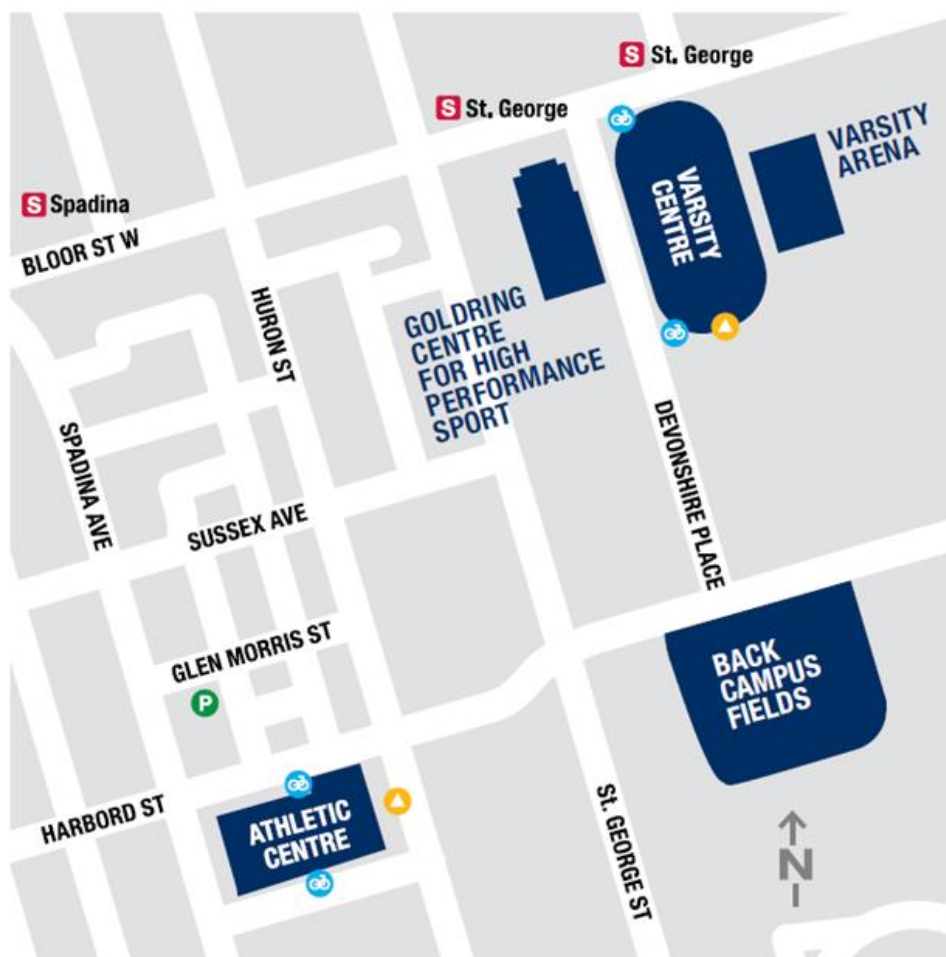 S St. George
S St. George
S Spadina
BLOOR ST W
VARSITY
ARENA
VARSITY
CENTRE
HURON ST
GOLDRING
CENTRE
FOR HIGH
PERFORMANCE
SPORT
SPADINA AVE
DEVONSHIRE PLACE
SUSSEX AVE
GLEN MORRIS ST
P
BACK
CAMPUS
FIELDS
HARBORD ST
ATHLETIC
CENTRE
St. GEORGE ST
N